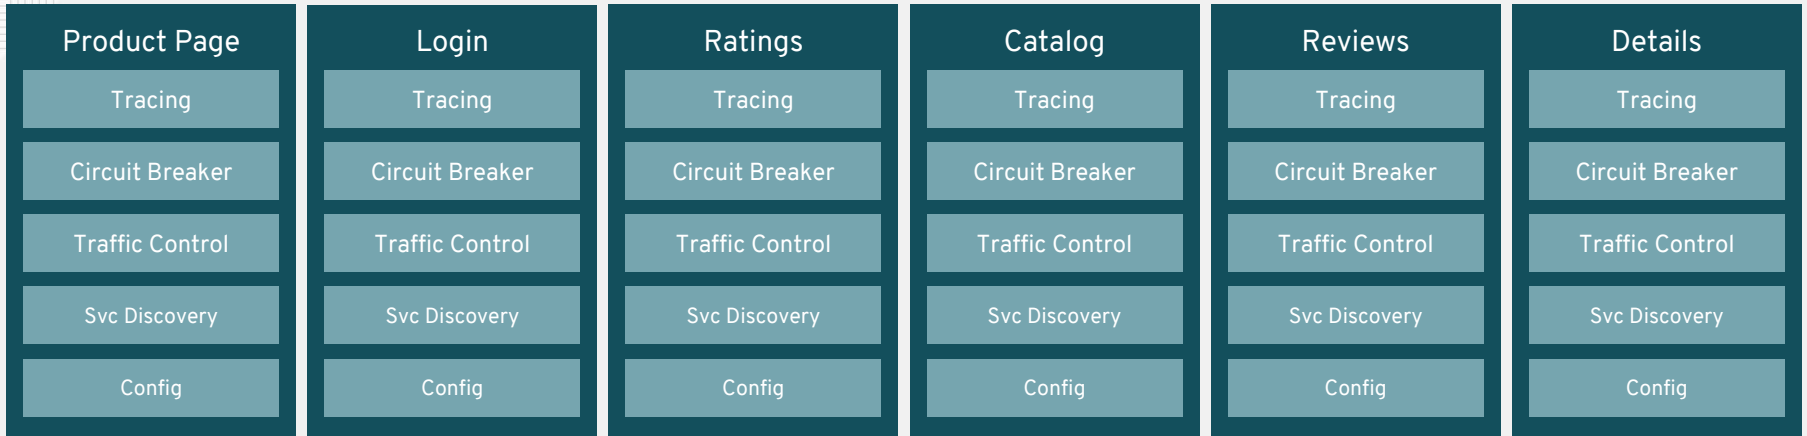 Product Page
Tracing
Circuit Breaker
Traffic Control
Svc Discovery
Config
Login
Tracing
Circuit Breaker
Traffic Control
Svc Discovery
Config
Ratings
Tracing
Circuit Breaker
Traffic Control
Svc Discovery
Config
Catalog
Tracing
Circuit Breaker
Traffic Control
Svc Discovery
Config
Reviews
Tracing
Circuit Breaker
Traffic Control
Svc Discovery
Config
Details
Tracing
Circuit Breaker
Traffic Control
Svc Discovery
Config